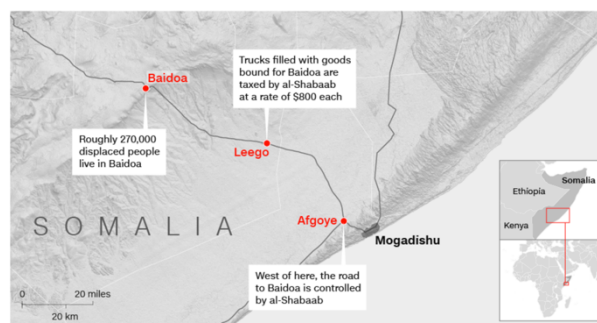 Baidoa
Trucks filled with goods
bound for Baidoa are
taxed by al-Shabaab
at a rate of $800 each
Roughly 270,000
displaced people
live in Baidoa
Leego
SOMALIA
Afgoye
Mogadishu
West of here, the road
to Baidoa is controlled
by al-Shabaab
0 20 miles
20 km
Somalia
Ethiopia
Kenya